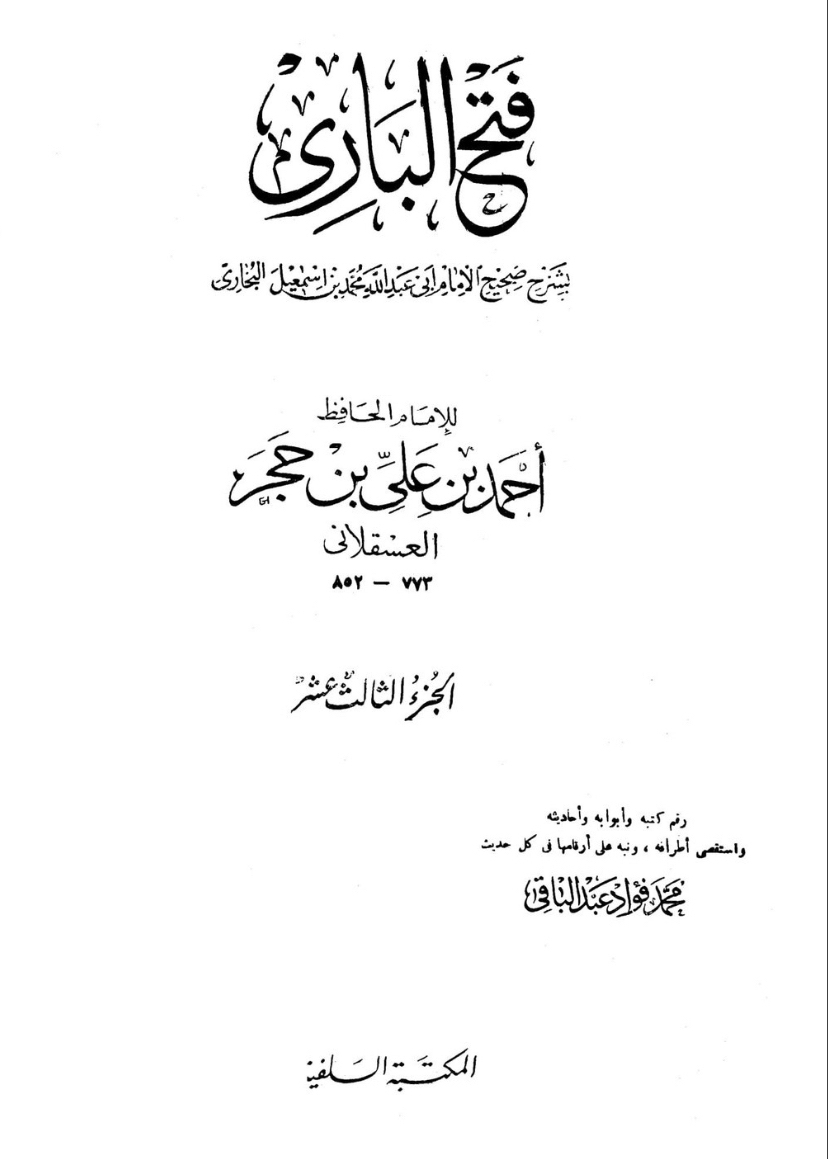 فتح الباري
بشرح صحيح الإمام أبي عبد الله محمد بن إسمعيل البخاري
للإمام الحافظ
أحمد بن علي بن حجر
العسقلاني
٧٧٣ – ٨٥٢
الجزء الثالث عشر
رقم كتبه وأبوابه وأحاديثه
واستقصى أطرافه ، ونبه على أرقامها فى كل حديث
محمد فؤاد عبد الباقي
المكتبة السلفية